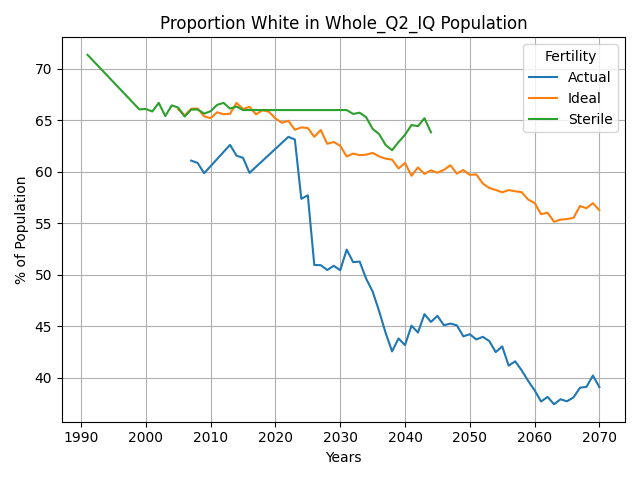 Proportion White in Whole_Q2_IQ Population
Fertility
Actual
Ideal
Sterile
% of Population
70
65
60
55
50
45
40
1990 2000 2010 2020 2030 2040 2050 2060 2070
Years